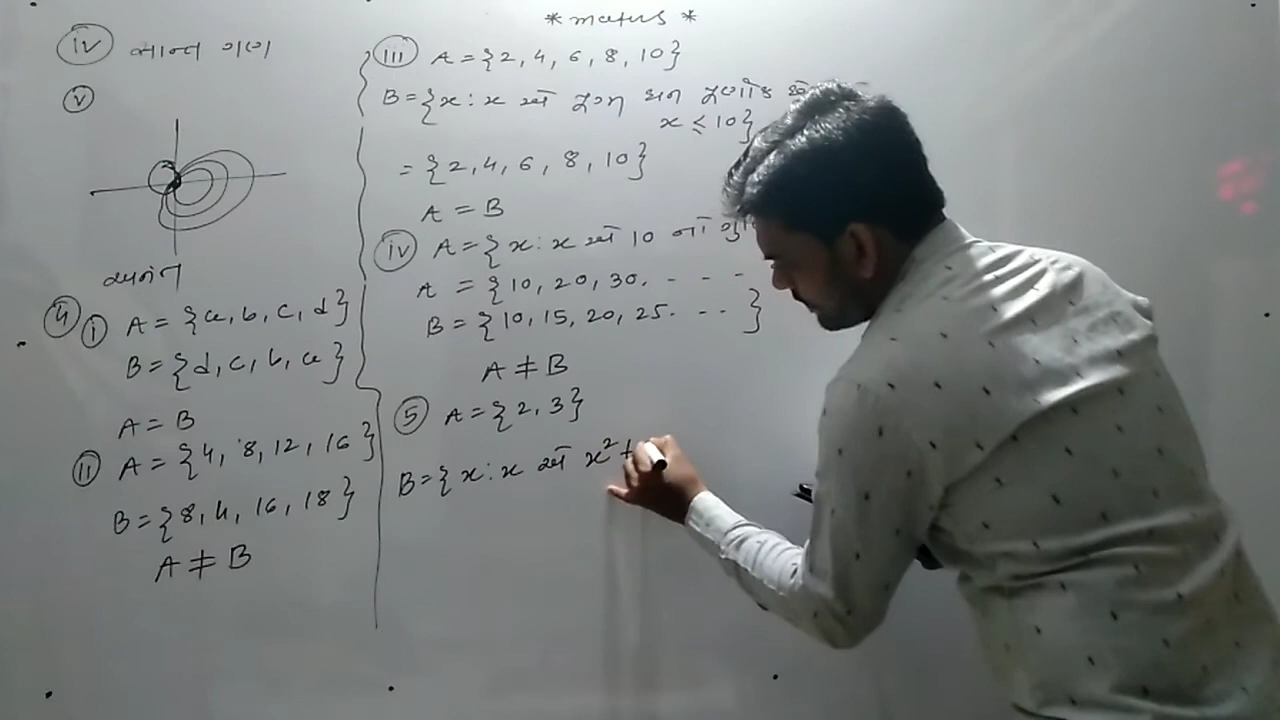 * maths *
iv સાન્ત ગણ
v
અનંત
4 i A = {a, b, c, d}
B = {d, c, b, a}
A = B
ii A = {4, 8, 12, 16}
B = {8, 4, 16, 18}
A ≠ B
iii A = {2, 4, 6, 8, 10}
B = {x : x એ યુગ્મ ધન પૂર્ણાંક છે
x ≤ 10}
= {2, 4, 6, 8, 10}
A = B
iv A = {x : x એ 10 નો
A = {10, 20, 30. - - -
B = {10, 15, 20, 25. - - }
A ≠ B
5 A = {2, 3}
B = {x : x એ x² +